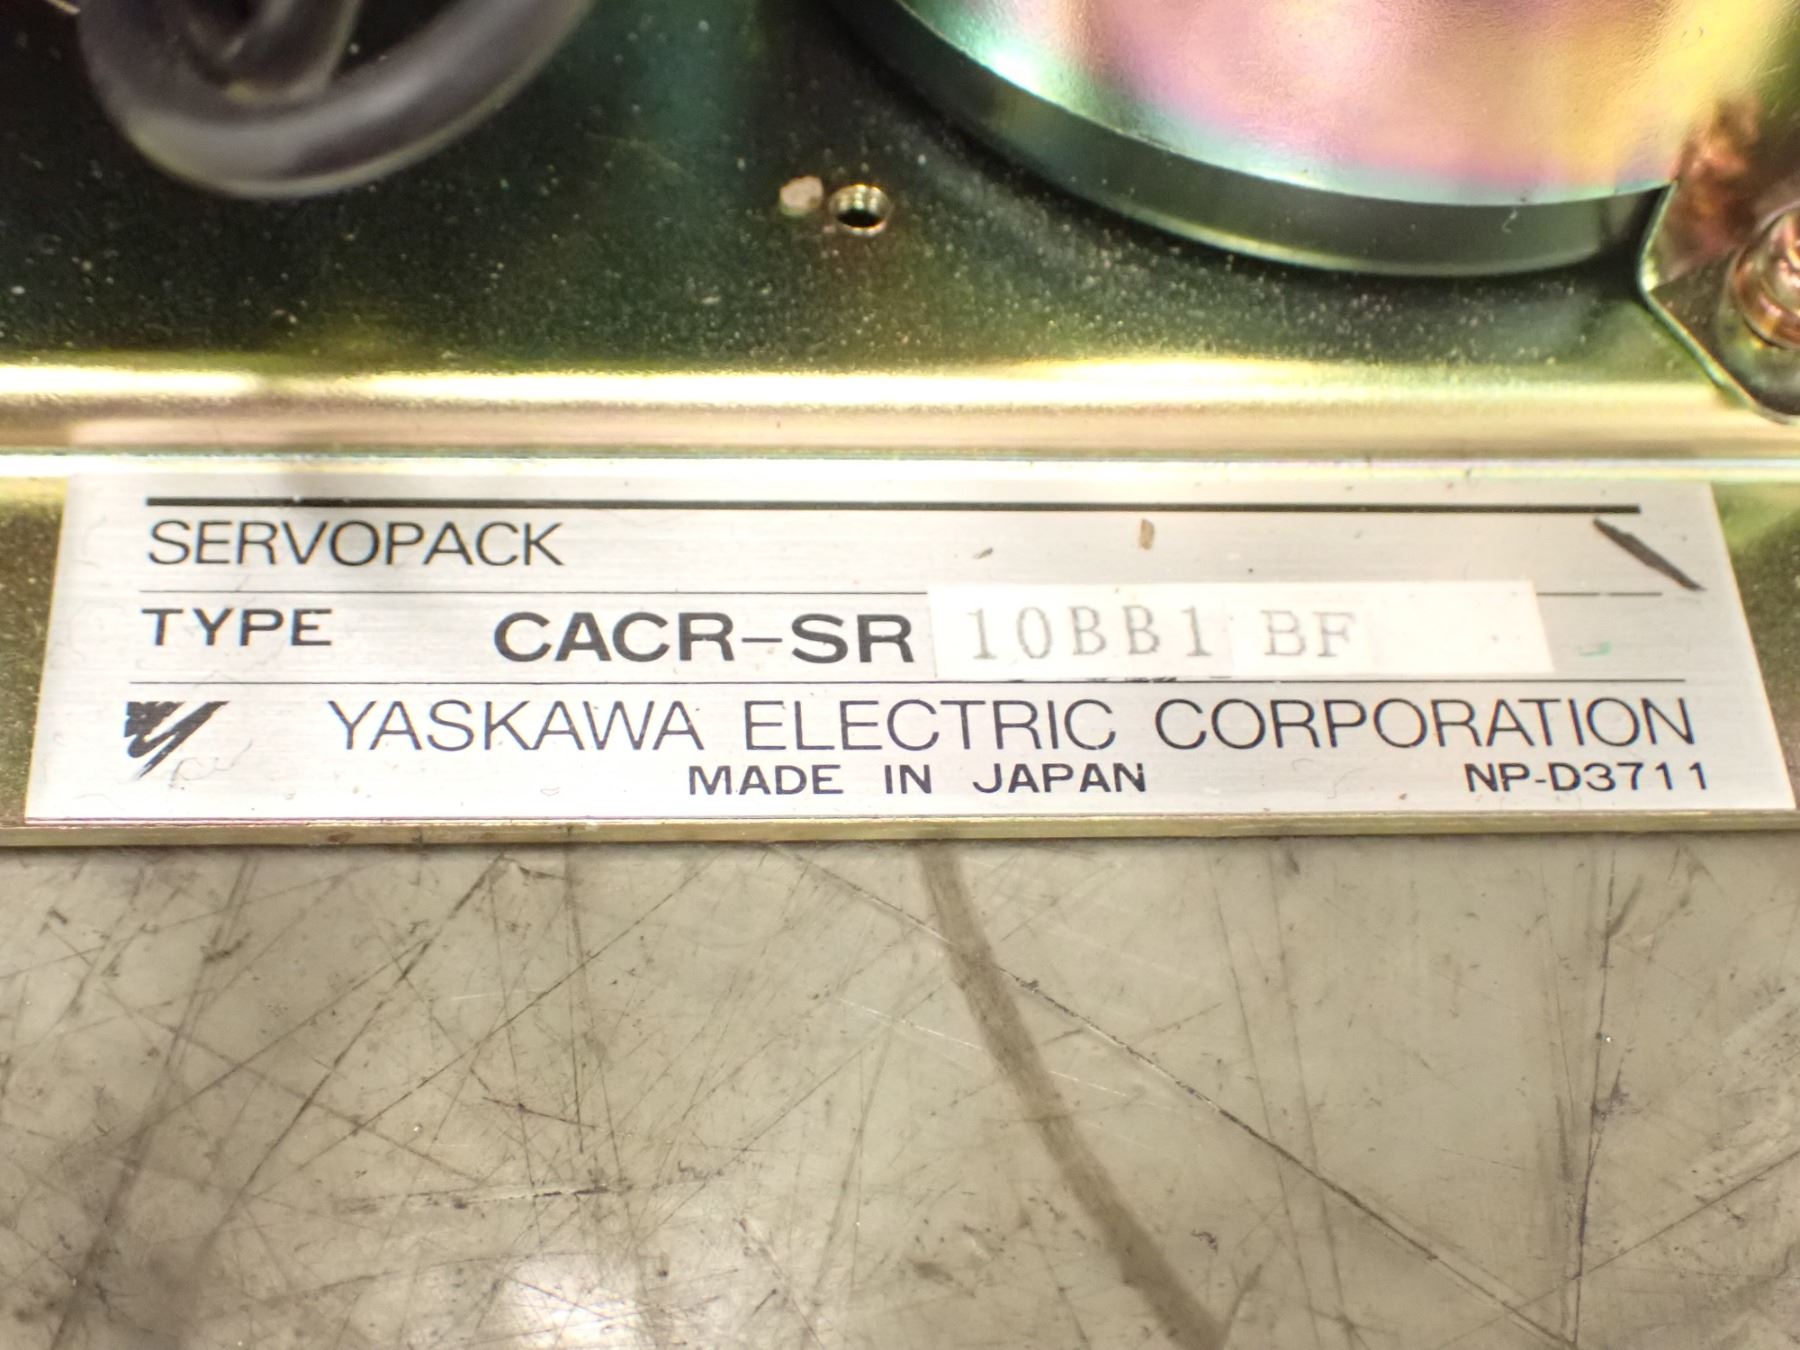 SERVOPACK
TYPE CACR-SR 10BB1 BF
YASKAWA ELECTRIC CORPORATION
MADE IN JAPAN NP-D3711